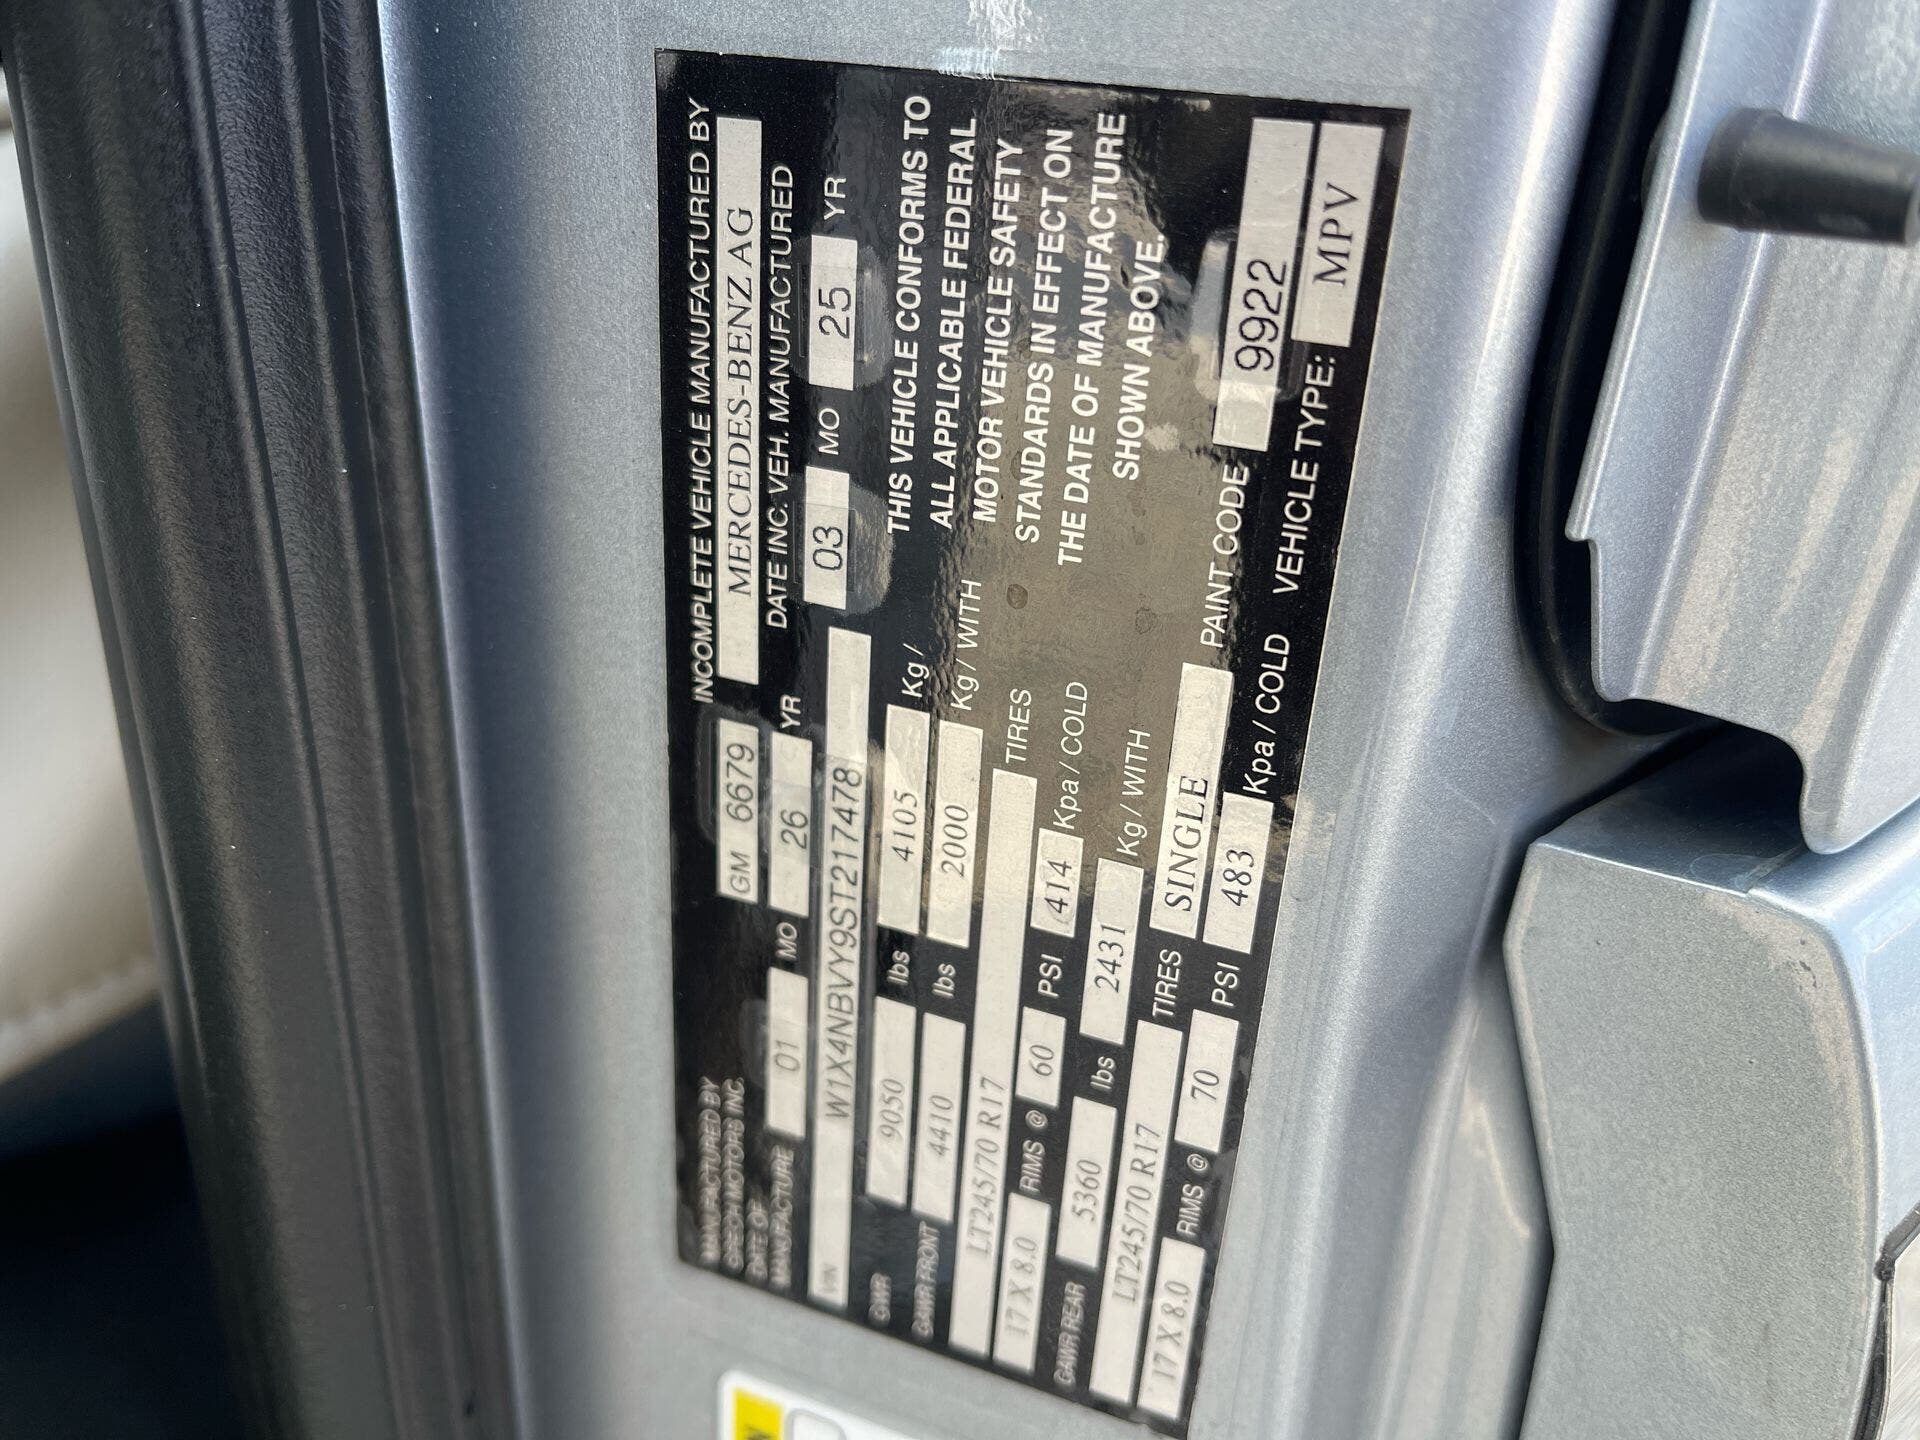 MANUFACTURED BY
GRECH MOTORS INC.
GM 6679
INCOMPLETE VEHICLE MANUFACTURED BY
MERCEDES-BENZ AG
DATE OF
MANUFACTURE
01 MO 26 YR
DATE INC. VEH. MANUFACTURED
03 MO 25 YR
VIN W1X4NBVY9ST217478
GVWR 9050 lbs 4105 Kg/
GAWR FRONT 4410 lbs 2000 Kg/WITH
LT245/70 R17 TIRES
17 X 8.0 RIMS @ 60 PSI 414 Kpa/COLD
GAWR REAR 5360 lbs 2431 Kg/WITH
LT245/70 R17 TIRES SINGLE
17 X 8.0 RIMS @ 70 PSI 483 Kpa/COLD
THIS VEHICLE CONFORMS TO
ALL APPLICABLE FEDERAL
MOTOR VEHICLE SAFETY
STANDARDS IN EFFECT ON
THE DATE OF MANUFACTURE
SHOWN ABOVE.
PAINT CODE 9922
VEHICLE TYPE: MPV